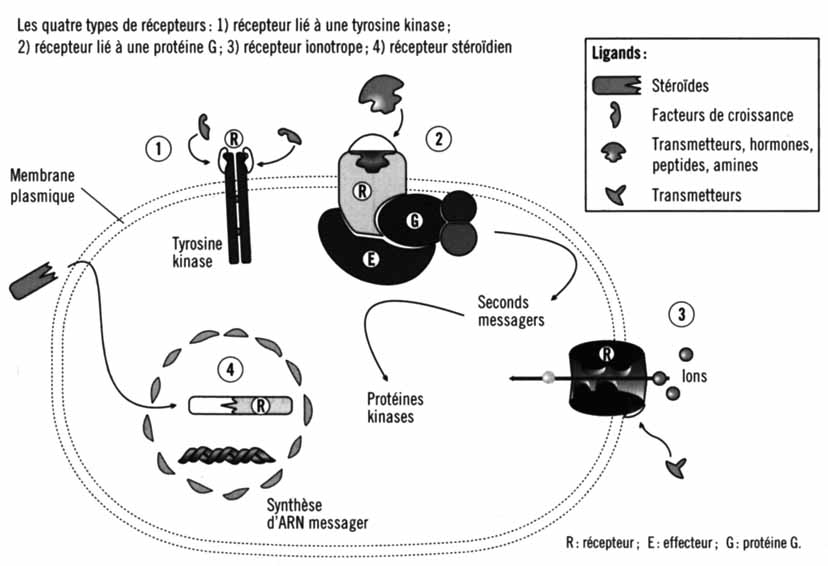 Les quatre types de récepteurs : 1) récepteur lié à une tyrosine kinase ;
2) récepteur lié à une protéine G ; 3) récepteur ionotrope ; 4) récepteur stéroïdien
Ligands :
Stéroïdes
Facteurs de croissance
Transmetteurs, hormones,
peptides, amines
Transmetteurs
1
R
2
Membrane
plasmique
R
G
E
Tyrosine
kinase
Seconds
messagers
3
R
Ions
4
R
Protéines
kinases
Synthèse
d'ARN messager
R : récepteur ; E : effecteur ; G : protéine G.